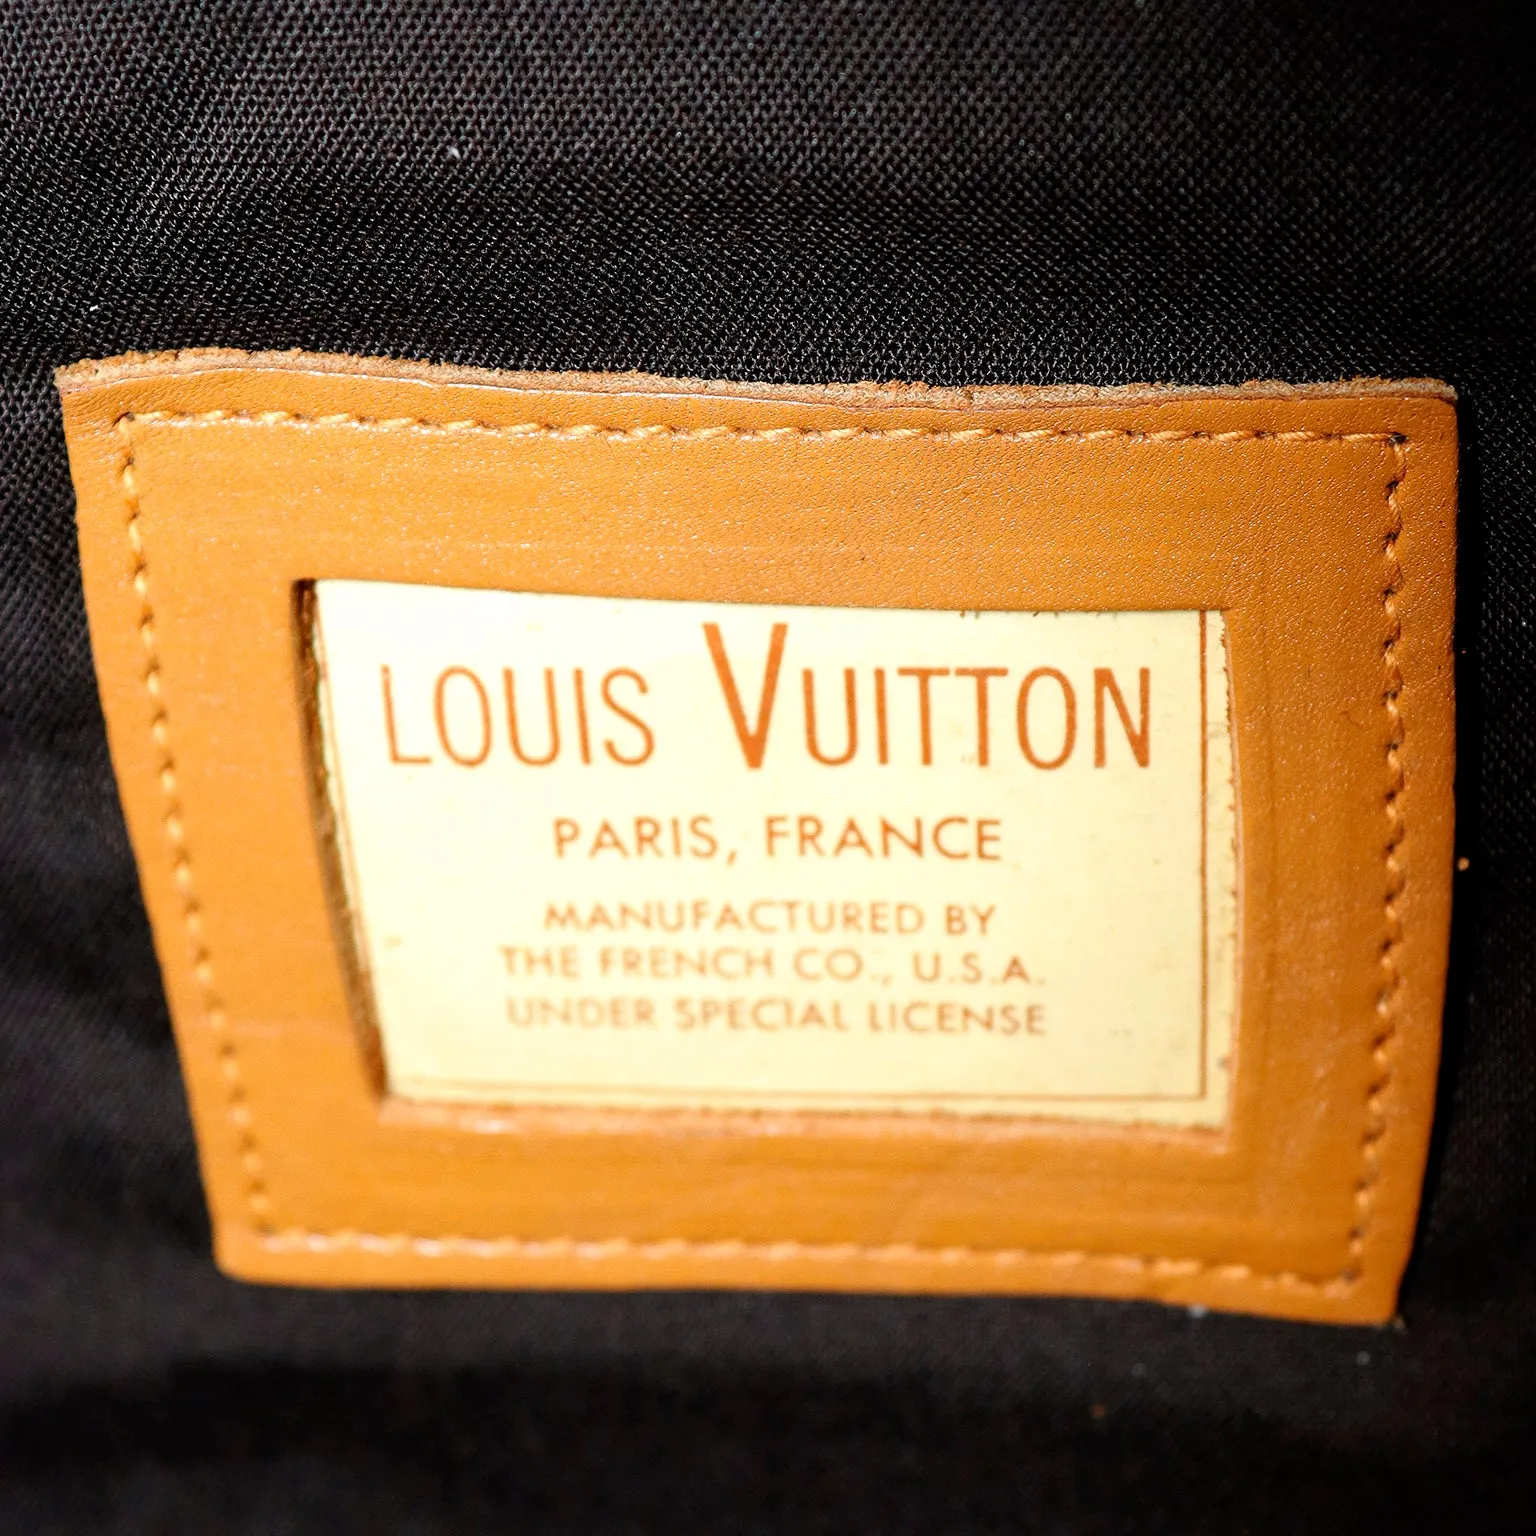 LOUIS VUITTON
PARIS, FRANCE
MANUFACTURED BY
THE FRENCH CO., U.S.A.
UNDER SPECIAL LICENSE